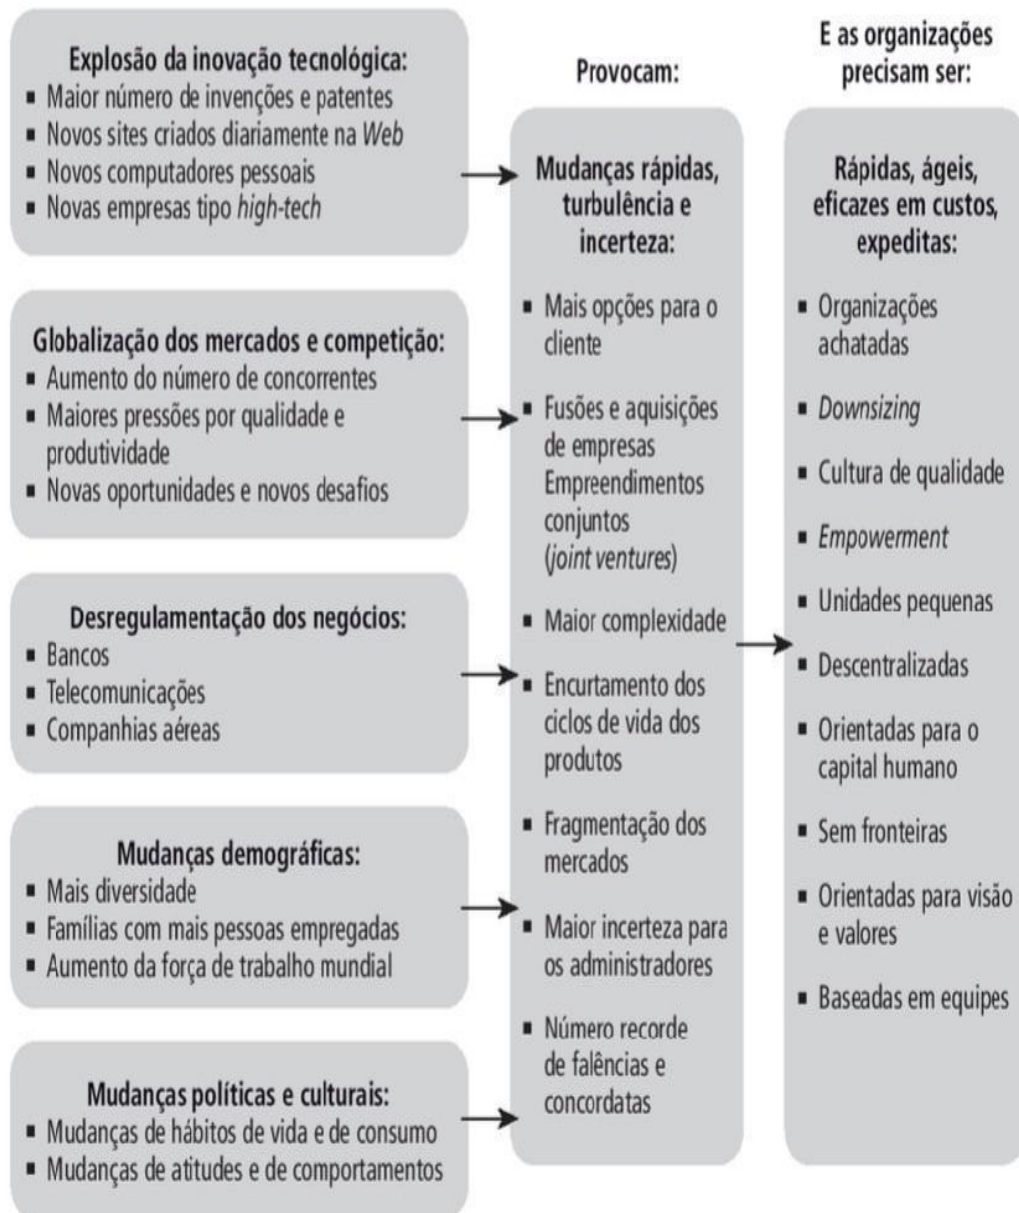 Explosão da inovação tecnológica:
▪ Maior número de invenções e patentes
▪ Novos sites criados diariamente na Web
▪ Novos computadores pessoais
▪ Novas empresas tipo high-tech
Globalização dos mercados e competição:
▪ Aumento do número de concorrentes
▪ Maiores pressões por qualidade e
produtividade
▪ Novas oportunidades e novos desafios
Desregulamentação dos negócios:
▪ Bancos
▪ Telecomunicações
▪ Companhias aéreas
Mudanças demográficas:
▪ Mais diversidade
▪ Famílias com mais pessoas empregadas
▪ Aumento da força de trabalho mundial
Mudanças políticas e culturais:
▪ Mudanças de hábitos de vida e de consumo
▪ Mudanças de atitudes e de comportamentos
Provocam:
Mudanças rápidas,
turbulência e
incerteza:
▪ Mais opções para o
cliente
▪ Fusões e aquisições
de empresas
Empreendimentos
conjuntos
(joint ventures)
▪ Maior complexidade
▪ Encurtamento dos
ciclos de vida dos
produtos
▪ Fragmentação dos
mercados
▪ Maior incerteza para
os administradores
▪ Número recorde
de falências e
concordatas
E as organizações
precisam ser:
Rápidas, ágeis,
eficazes em custos,
expeditas:
▪ Organizações
achatadas
▪ Downsizing
▪ Cultura de qualidade
▪ Empowerment
▪ Unidades pequenas
▪ Descentralizadas
▪ Orientadas para o
capital humano
▪ Sem fronteiras
▪ Orientadas para visão
e valores
▪ Baseadas em equipes